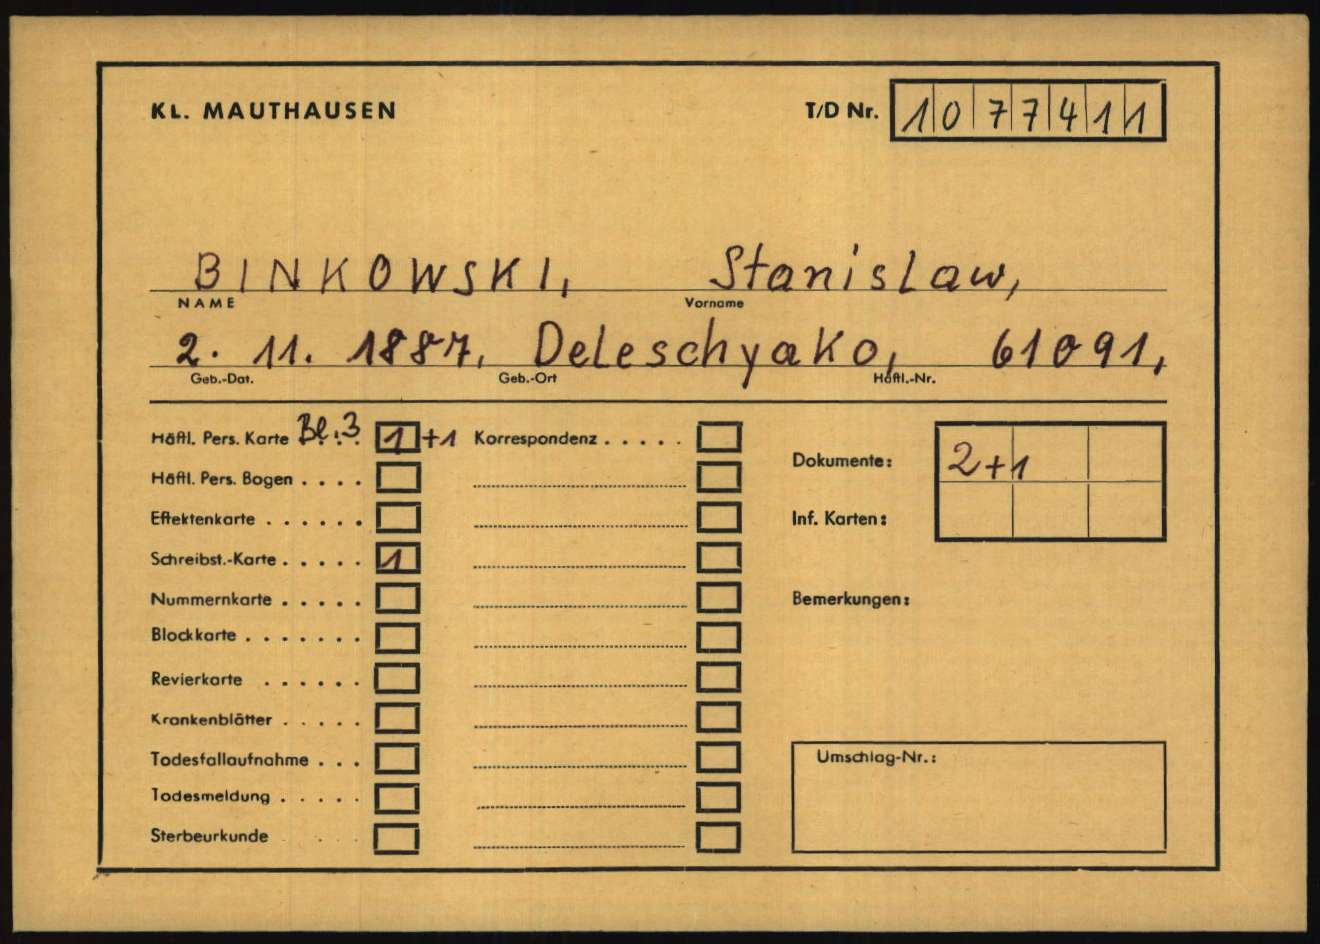 KL. MAUTHAUSEN
T/D Nr. 1077411
BINKOWSKI, Stanislaw,
NAME Vorname
2. 11. 1887, Deleschyako, 61091,
Geb.-Dat. Geb.-Ort Häftl.-Nr.
Häftl. Pers. Karte Bl. 3 1 +1 Korrespondenz . . . . .
Häftl. Pers. Bogen . . . .
Effektenkarte . . . . . .
Schreibst.-Karte . . . . . 1
Nummernkarte . . . . .
Blockkarte . . . . . . .
Revierkarte . . . . . .
Krankenblätter . . . . .
Todesfallaufnahme . . .
Todesmeldung . . . . .
Sterbeurkunde . . .
Dokumente: 2+1
Inf. Karten:
Bemerkungen:
Umschlag-Nr.: